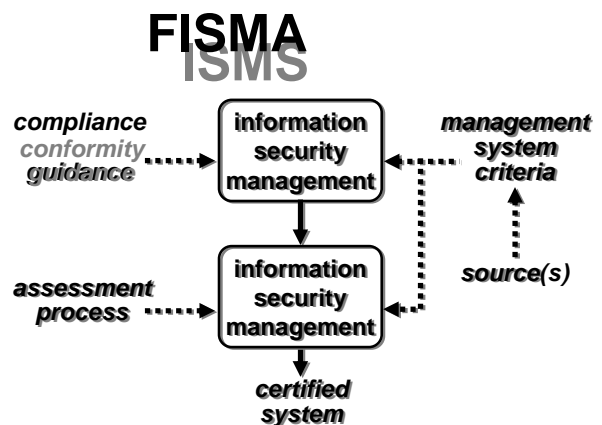 FISMA
ISMS
compliance
conformity
guidance
information
security
management
management
system
criteria
source(s)
assessment
process
information
security
management
certified
system